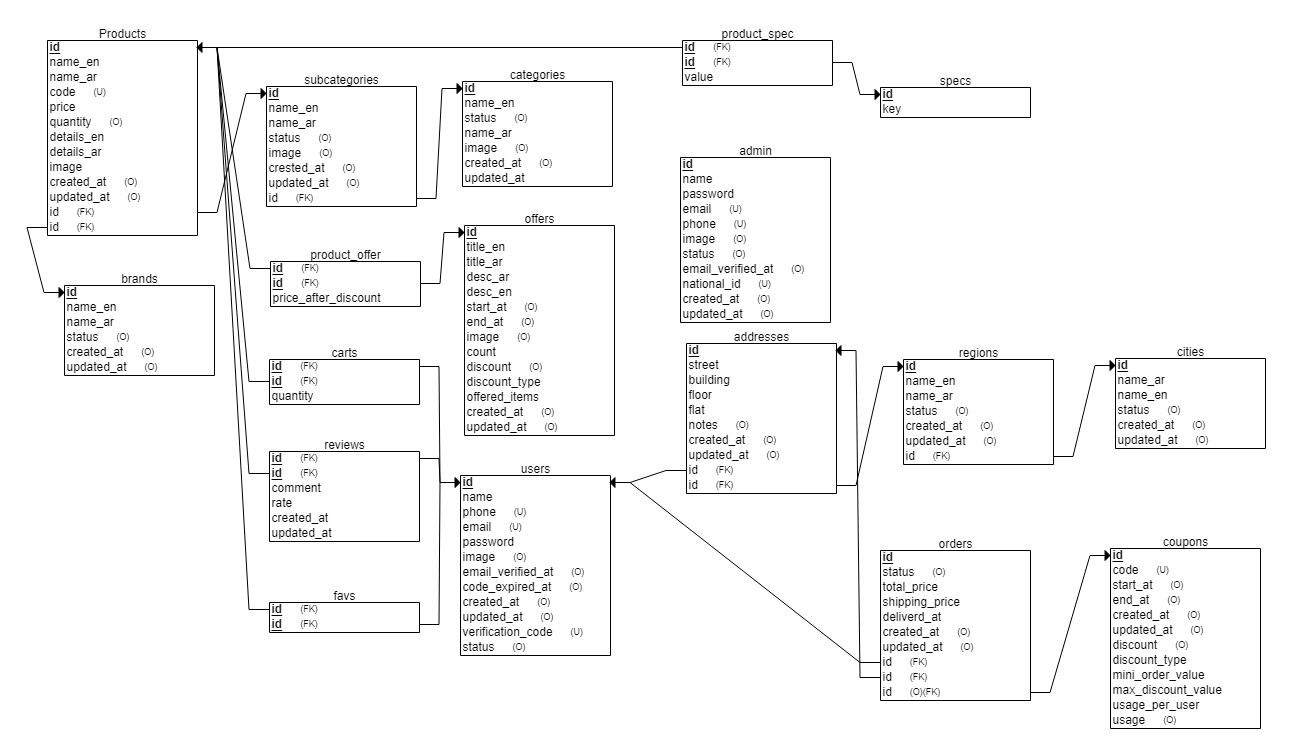 Products
id
name_en
name_ar
code (U)
price
quantity (O)
details_en
details_ar
image
created_at (O)
updated_at (O)
id (FK)
id (FK)
brands
id
name_en
name_ar
status (O)
created_at (O)
updated_at (O)
subcategories
id
name_en
name_ar
status (O)
image (O)
crested_at (O)
updated_at (O)
id (FK)
categories
id
name_en
status (O)
name_ar
image (O)
created_at (O)
updated_at
product_spec
id (FK)
id (FK)
value
specs
id
key
product_offer
id (FK)
id (FK)
price_after_discount
offers
id
title_en
title_ar
desc_ar
desc_en
start_at (O)
end_at (O)
image (O)
count
discount (O)
discount_type
offered_items
created_at (O)
updated_at (O)
admin
id
name
password
email (U)
phone (U)
image (O)
status (O)
email_verified_at (O)
national_id (U)
created_at (O)
updated_at (O)
carts
id (FK)
id (FK)
quantity
reviews
id (FK)
id (FK)
comment
rate
created_at
updated_at
favs
id (FK)
id (FK)
users
id
name
phone (U)
email (U)
password
image (O)
email_verified_at (O)
code_expired_at (O)
created_at (O)
updated_at (O)
verification_code (U)
status (O)
addresses
id
street
building
floor
flat
notes (O)
created_at (O)
updated_at (O)
id (FK)
id (FK)
regions
id
name_en
name_ar
status (O)
created_at (O)
updated_at (O)
id (FK)
cities
id
name_ar
name_en
status (O)
created_at (O)
updated_at (O)
orders
id
status (O)
total_price
shipping_price
deliverd_at
created_at (O)
updated_at (O)
id (FK)
id (FK)
id (O)(FK)
coupons
id
code (U)
start_at (O)
end_at (O)
created_at (O)
updated_at (O)
discount (O)
discount_type
mini_order_value
max_discount_value
usage_per_user
usage (O)